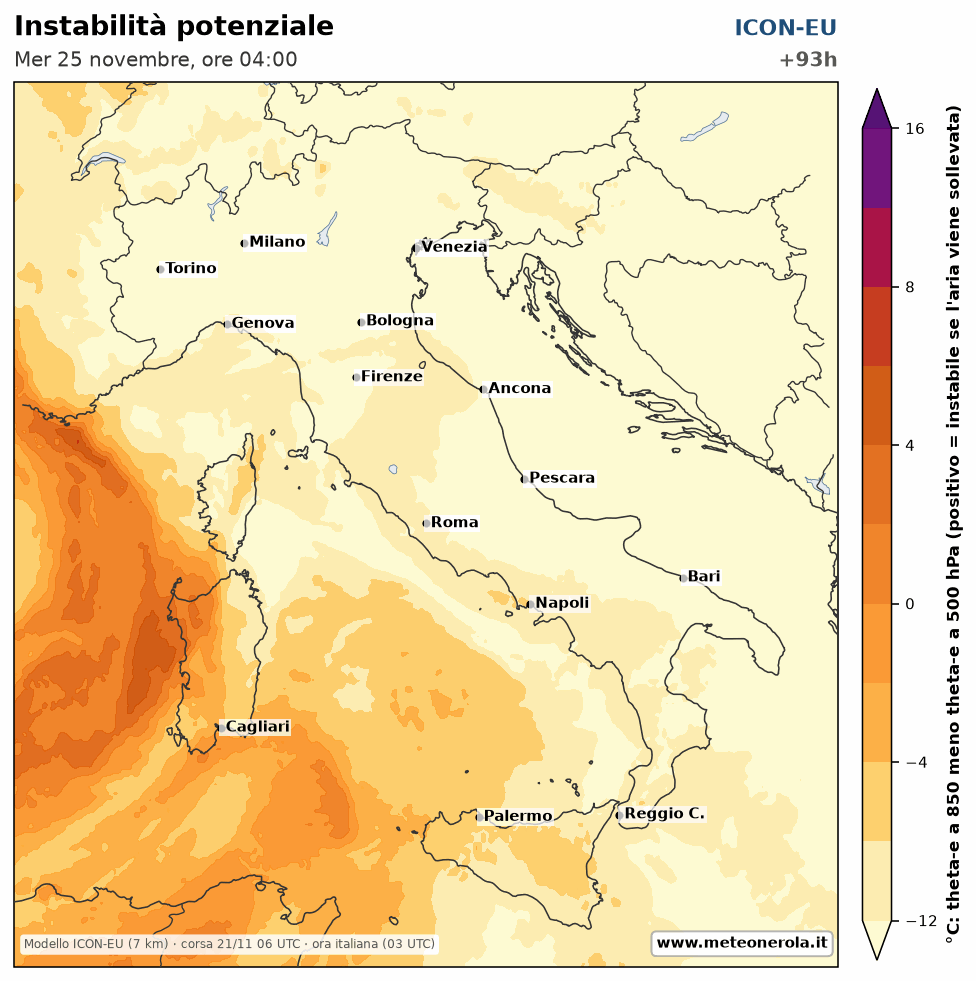 Instabilità potenziale
ICON-EU
Mer 25 novembre, ore 04:00
+93h
Milano
Venezia
Torino
Genova
Bologna
Firenze
Ancona
Pescara
Roma
Bari
Napoli
Cagliari
Palermo
Reggio C.
16
8
4
0
−4
−12
°C: theta-e a 850 meno theta-e a 500 hPa (positivo = instabile se l'aria viene sollevata)
Modello ICON-EU (7 km) · corsa 21/11 06 UTC · ora italiana (03 UTC)
www.meteonerola.it